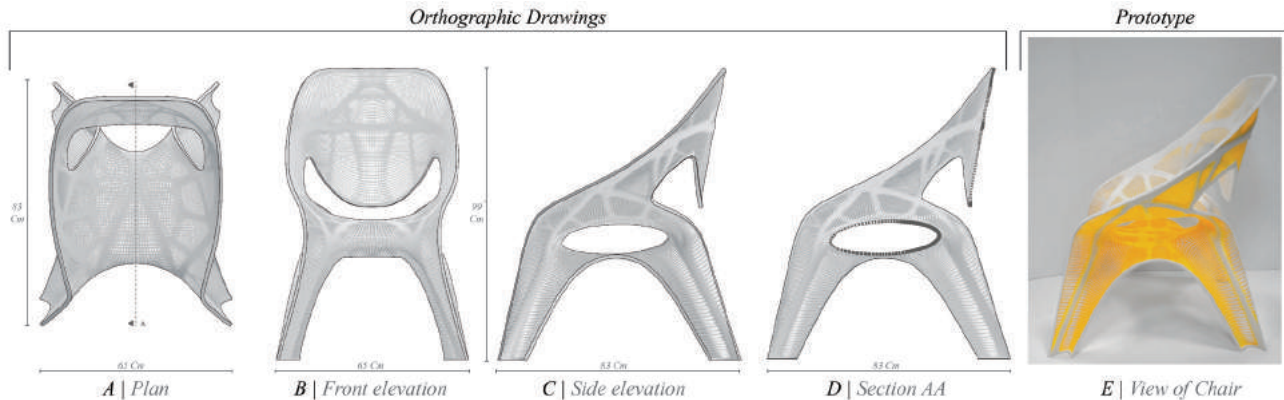 Orthographic Drawings
Prototype
83
Cm
A
65 Cm
99
Cm
65 Cm
83 Cm
83 Cm
A | Plan
B | Front elevation
C | Side elevation
D | Section AA
E | View of Chair